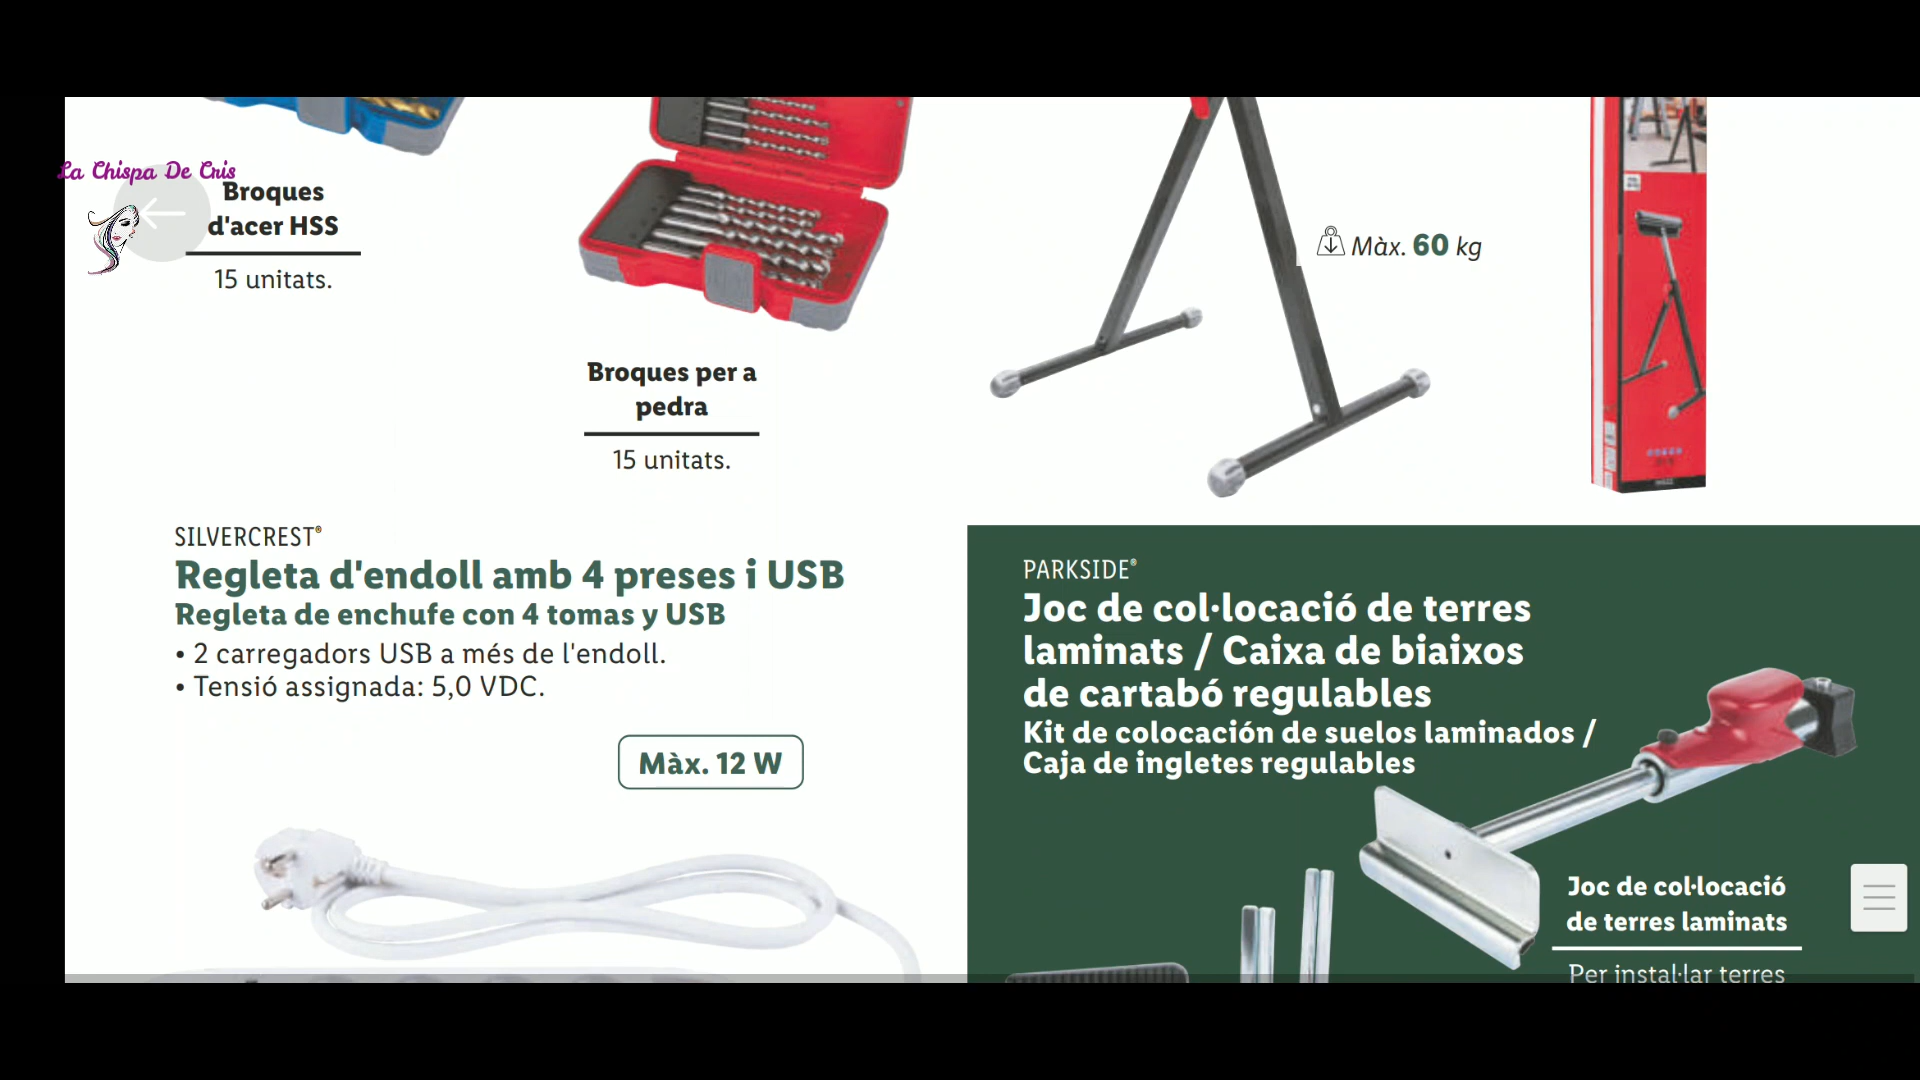 La Chispa De Cris
Broques
d'acer HSS
15 unitats.
Broques per a
pedra
15 unitats.
Màx. 60 kg
SILVERCREST®
Regleta d'endoll amb 4 preses i USB
Regleta de enchufe con 4 tomas y USB
• 2 carregadors USB a més de l'endoll.
• Tensió assignada: 5,0 VDC.
Màx. 12 W
PARKSIDE®
Joc de col·locació de terres
laminats / Caixa de biaixos
de cartabó regulables
Kit de colocación de suelos laminados /
Caja de ingletes regulables
Joc de col·locació
de terres laminats
Per instal·lar terres